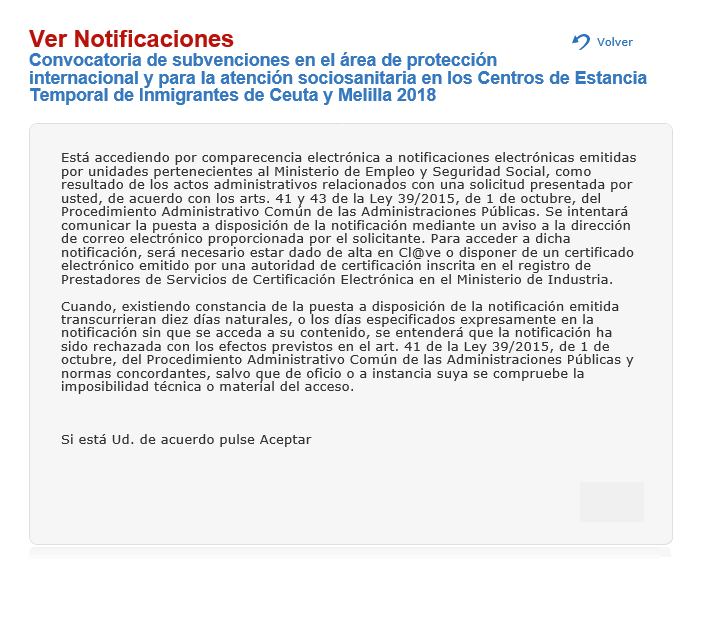 Ver Notificaciones
Volver
Convocatoria de subvenciones en el área de protección
internacional y para la atención sociosanitaria en los Centros de Estancia
Temporal de Inmigrantes de Ceuta y Melilla 2018
Está accediendo por comparecencia electrónica a notificaciones electrónicas emitidas
por unidades pertenecientes al Ministerio de Empleo y Seguridad Social, como
resultado de los actos administrativos relacionados con una solicitud presentada por
usted, de acuerdo con los arts. 41 y 43 de la Ley 39/2015, de 1 de octubre, del
Procedimiento Administrativo Común de las Administraciones Públicas. Se intentará
comunicar la puesta a disposición de la notificación mediante un aviso a la dirección
de correo electrónico proporcionada por el solicitante. Para acceder a dicha
notificación, será necesario estar dado de alta en Cl@ve o disponer de un certificado
electrónico emitido por una autoridad de certificación inscrita en el registro de
Prestadores de Servicios de Certificación Electrónica en el Ministerio de Industria.
Cuando, existiendo constancia de la puesta a disposición de la notificación emitida
transcurrieran diez días naturales, o los días especificados expresamente en la
notificación sin que se acceda a su contenido, se entenderá que la notificación ha
sido rechazada con los efectos previstos en el art. 41 de la Ley 39/2015, de 1 de
octubre, del Procedimiento Administrativo Común de las Administraciones Públicas y
normas concordantes, salvo que de oficio o a instancia suya se compruebe la
imposibilidad técnica o material del acceso.
Si está Ud. de acuerdo pulse Aceptar